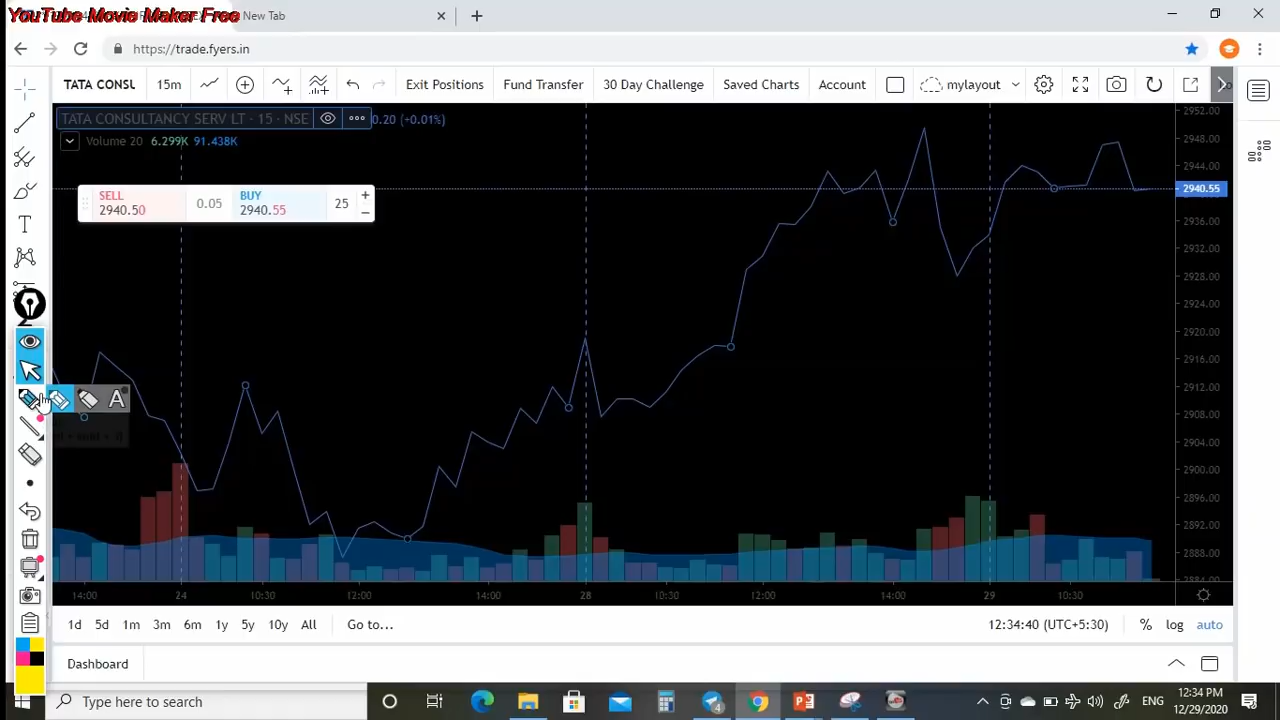 YouTube Movie Maker Free
New Tab
https://trade.fyers.in
TATA CONSL 15m Exit Positions Fund Transfer 30 Day Challenge Saved Charts Account mylayout
TATA CONSULTANCY SERV LT · 15 · NSE 0.20 (+0.01%)
Volume 20 6.299K 91.438K
SELL 2940.50
0.05
BUY 2940.55
25
2952.00
2948.00
2944.00
2940.55
2936.00
2932.00
2928.00
2924.00
2920.00
2916.00
2912.00
2908.00
2904.00
2900.00
2896.00
2892.00
2888.00
2884.00
A
14:00 24 10:30 12:00 14:00 28 10:30 12:00 14:00 29 10:30
1d 5d 1m 3m 6m 1y 5y 10y All Go to... 12:34:40 (UTC+5:30) % log auto
Dashboard
Type here to search
ENG
12:34 PM
12/29/2020